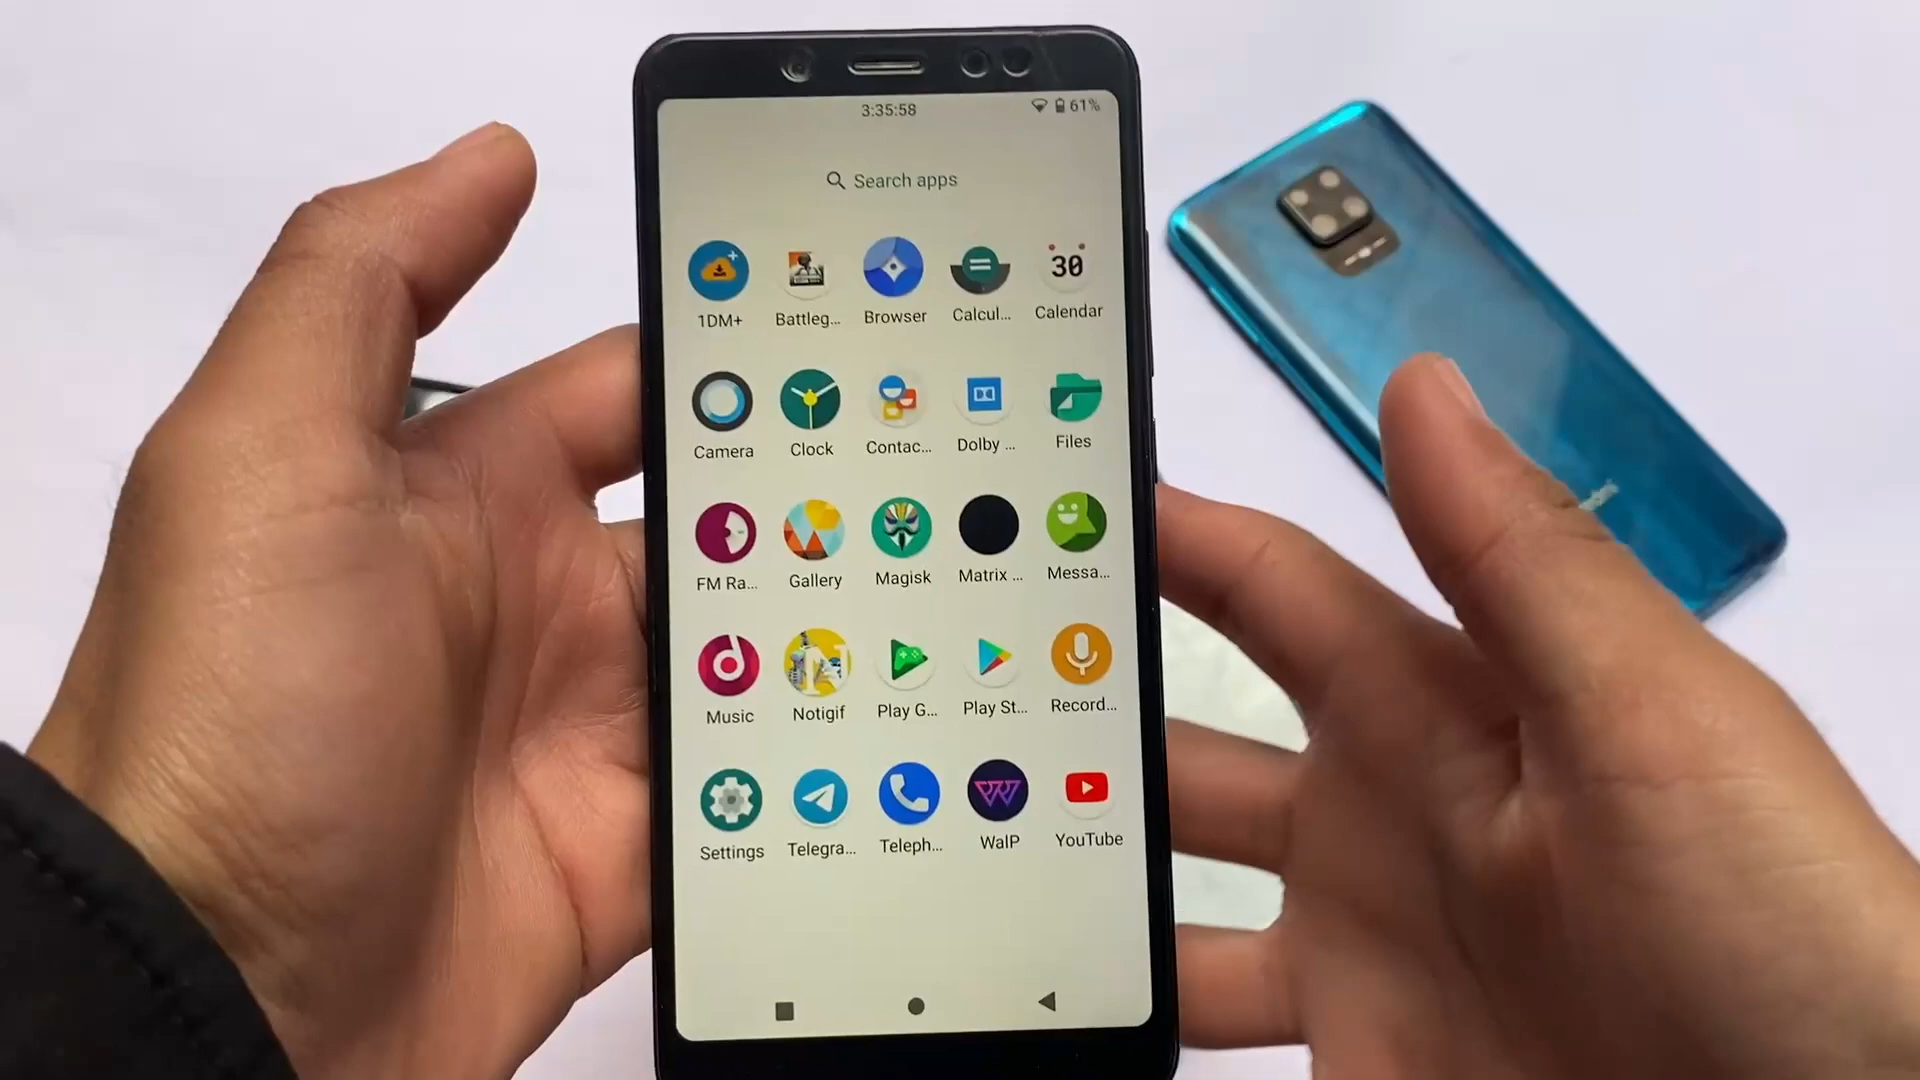 3:35:58
61%
Search apps
1DM+
Battleg...
Browser
Calcul...
30
Calendar
Camera
Clock
Contac...
Dolby ...
Files
FM Ra...
Gallery
Magisk
Matrix ...
Messa...
Music
N
Notigif
Play G...
Play St...
Record...
Settings
Telegra...
Teleph...
W
WalP
YouTube